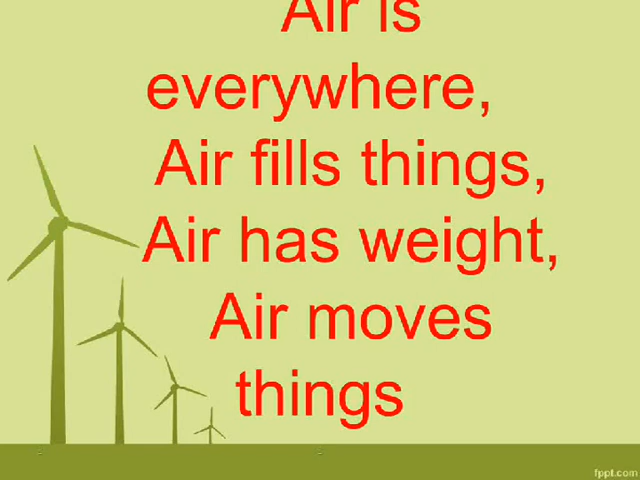 Air is
everywhere,
Air fills things,
Air has weight,
Air moves
things
fppt.com